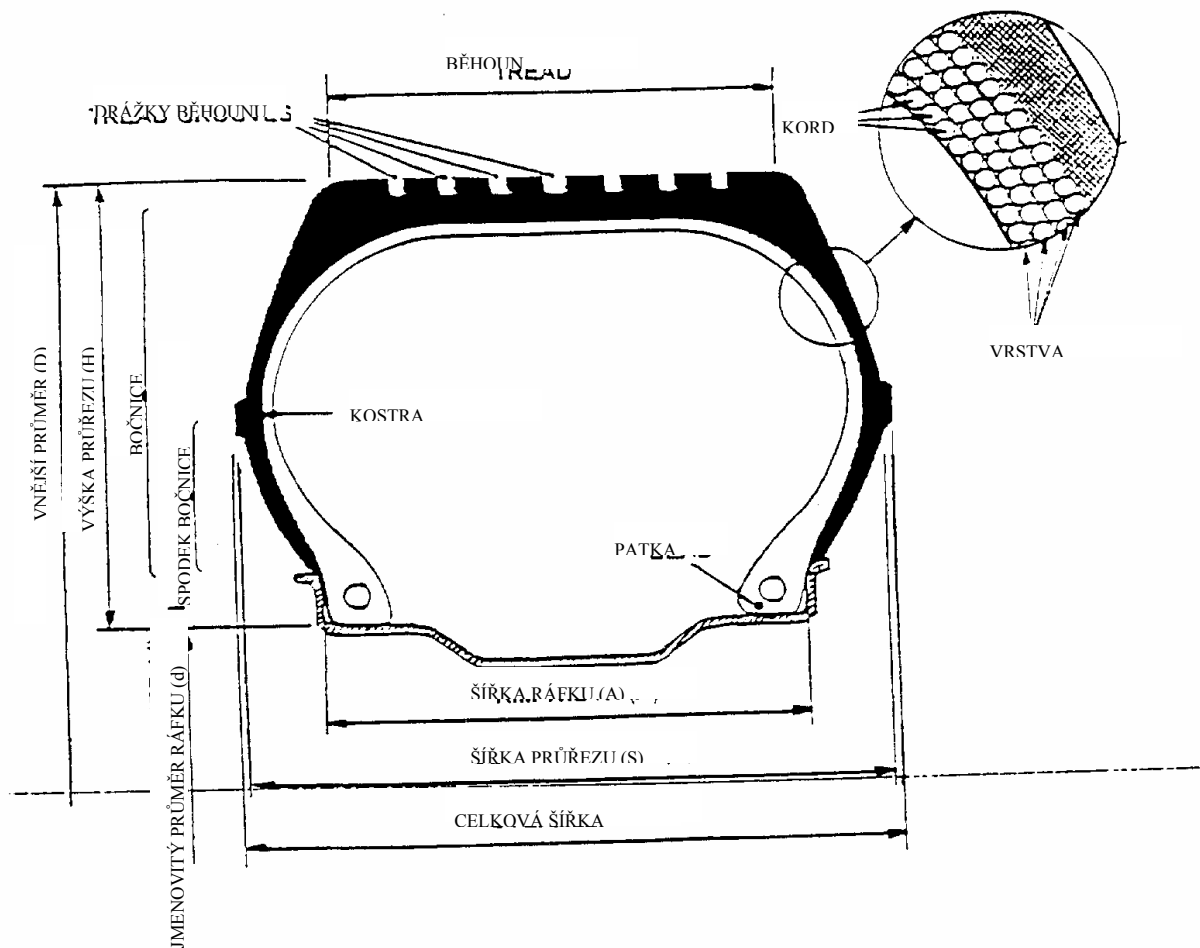 BĚHOUN
TREAD
DRÁŽKY BĚHOUNU
KORD
VRSTVA
KOSTRA
PATKA
VNĚJŠÍ PRŮMĚR (D)
VÝŠKA PRŮŘEZU (H)
BOČNICE
SPODEK BOČNICE
JMENOVITÝ PRŮMĚR RÁFKU (d)
ŠÍŘKA RÁFKU (A)
ŠÍŘKA PRŮŘEZU (S)
CELKOVÁ ŠÍŘKA